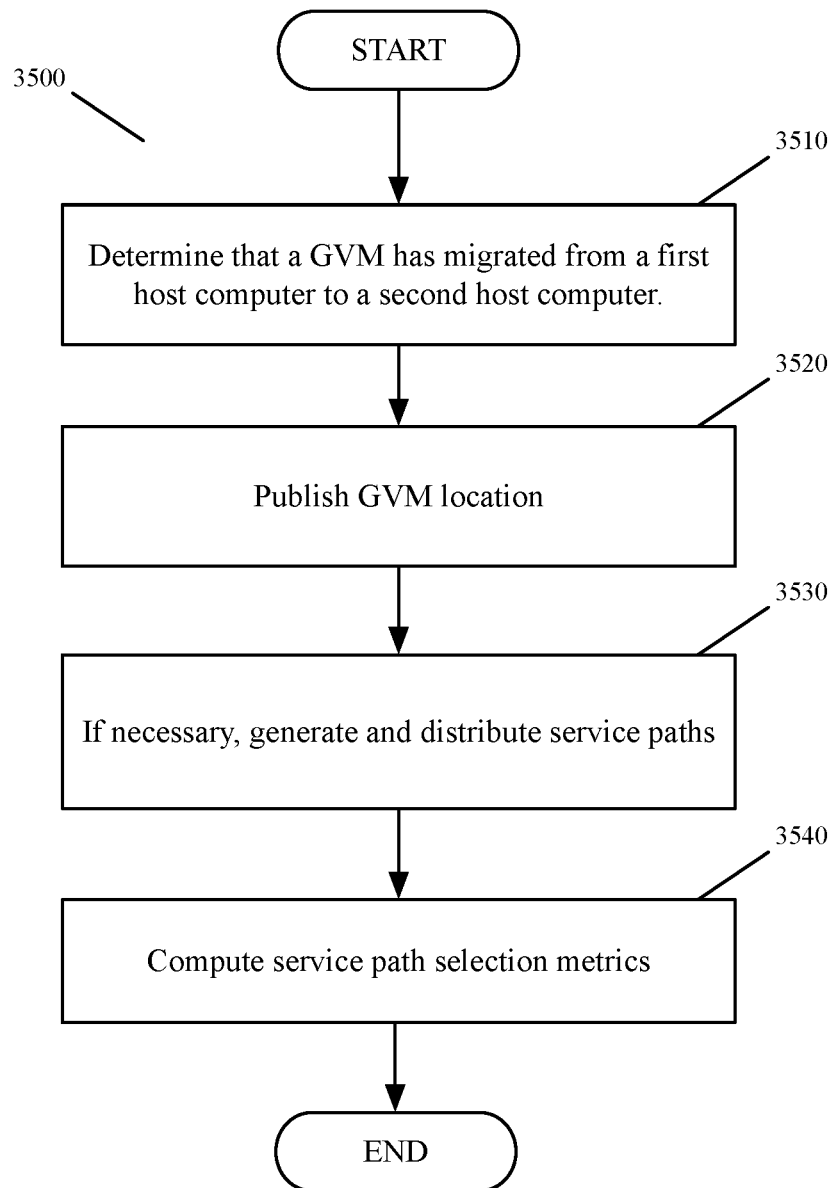 START
3500
3510
Determine that a GVM has migrated from a first
host computer to a second host computer.
3520
Publish GVM location
3530
If necessary, generate and distribute service paths
3540
Compute service path selection metrics
END